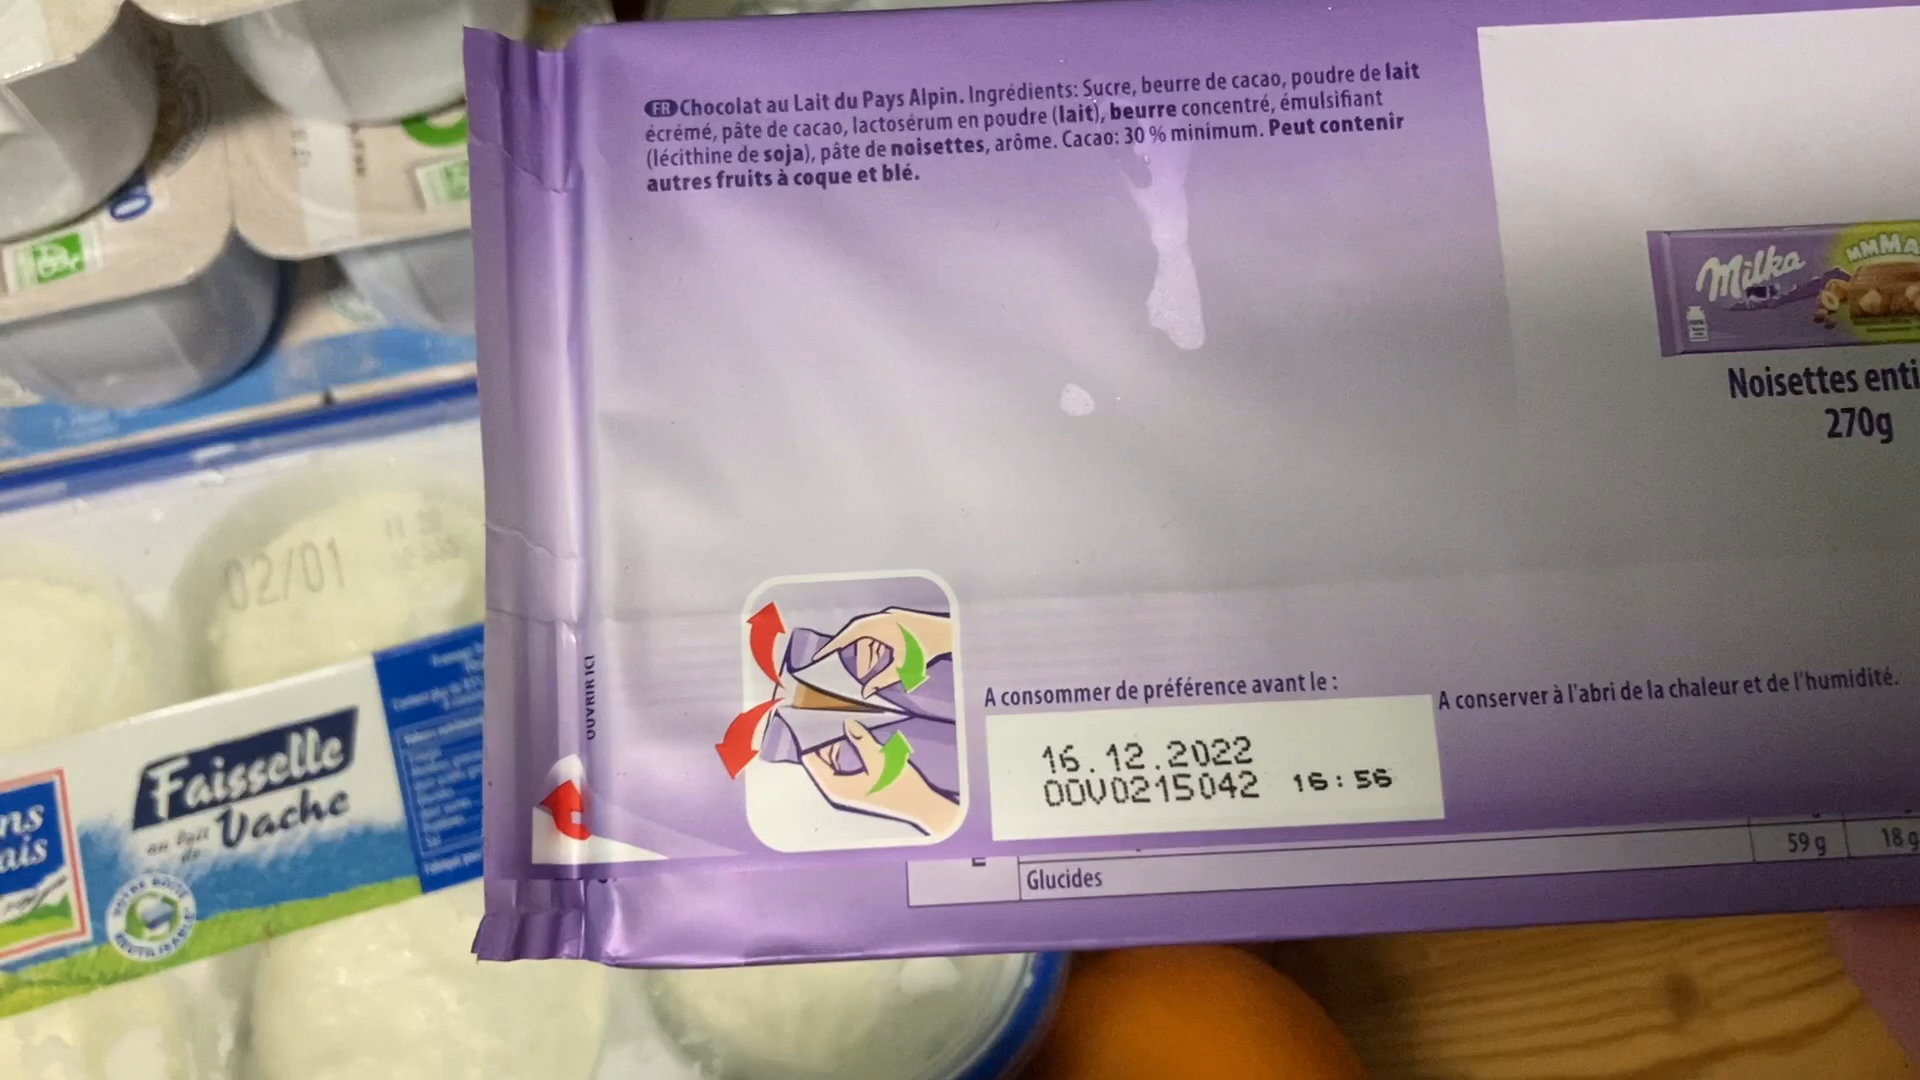 FR Chocolat au Lait du Pays Alpin. Ingrédients: Sucre, beurre de cacao, poudre de lait
écrémé, pâte de cacao, lactosérum en poudre (lait), beurre concentré, émulsifiant
(lécithine de soja), pâte de noisettes, arôme. Cacao: 30 % minimum. Peut contenir
autres fruits à coque et blé.
Milka
MMMA
Noisettes enti
270g
02/01
OUVRIR ICI
A consommer de préférence avant le :
A conserver à l'abri de la chaleur et de l'humidité.
16.12.2022
OOV0215042 16:56
59 g
18 g
Glucides
Faisselle
au lait de Vache
ns
ais